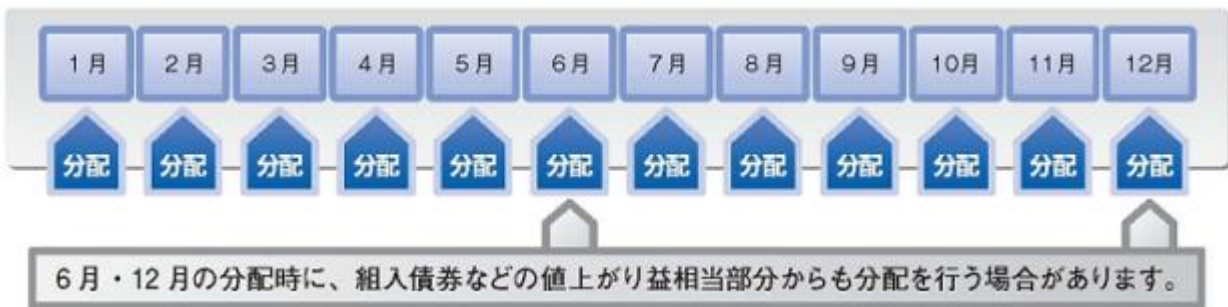 1月 2月 3月 4月 5月 6月 7月 8月 9月 10月 11月 12月
分配 分配 分配 分配 分配 分配 分配 分配 分配 分配 分配 分配
6月・12月の分配時に、組入債券などの値上がり益相当部分からも分配を行う場合があります。